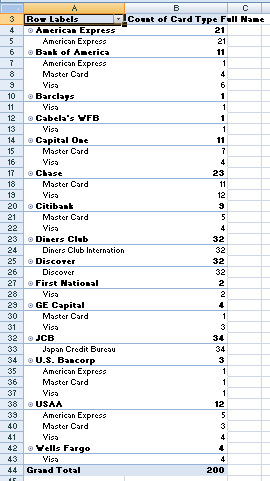 A B C
3 Row Labels Count of Card Type Full Name
4 American Express 21
5 American Express 21
6 Bank of America 11
7 American Express 1
8 Master Card 4
9 Visa 6
10 Barclays 1
11 Visa 1
12 Cabela's WFB 1
13 Visa 1
14 Capital One 11
15 Master Card 7
16 Visa 4
17 Chase 23
18 Master Card 11
19 Visa 12
20 Citibank 9
21 Master Card 5
22 Visa 4
23 Diners Club 32
24 Diners Club Internation 32
25 Discover 32
26 Discover 32
27 First National 2
28 Visa 2
29 GE Capital 4
30 Master Card 1
31 Visa 3
32 JCB 34
33 Japan Credit Bureau 34
34 U.S. Bancorp 3
35 American Express 1
36 Master Card 1
37 Visa 1
38 USAA 12
39 American Express 5
40 Master Card 3
41 Visa 4
42 Wells Fargo 4
43 Visa 4
44 Grand Total 200